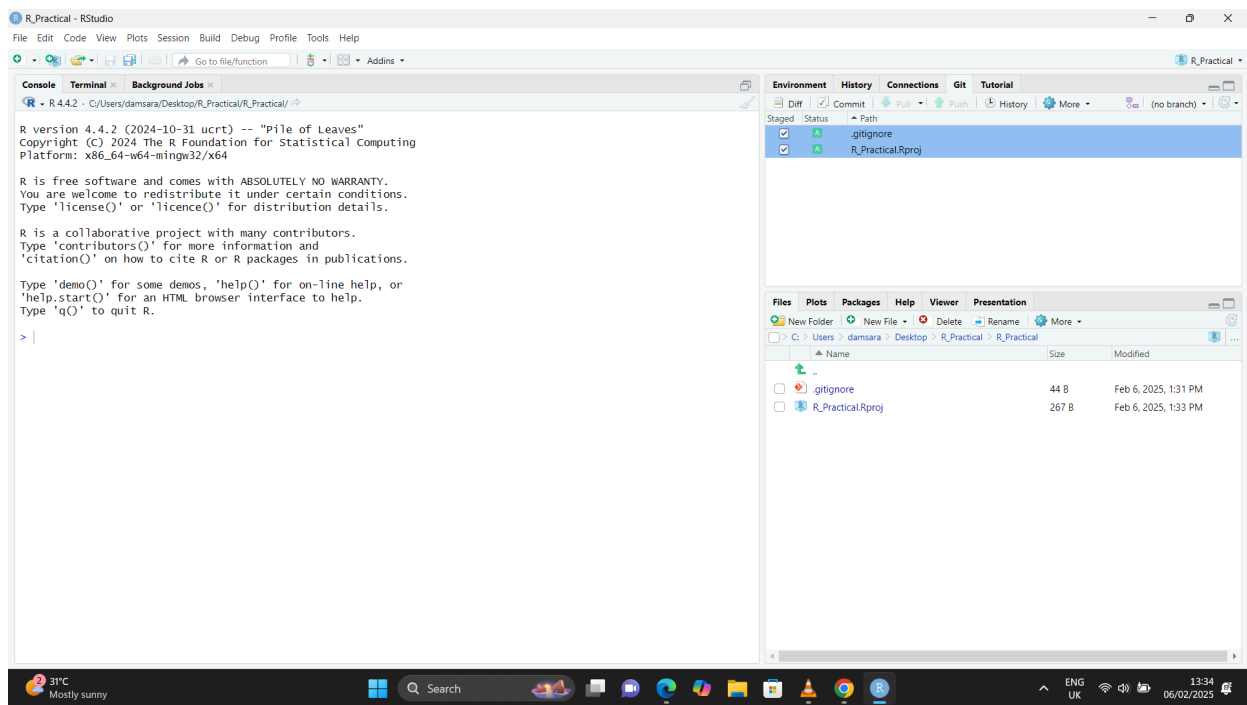 R_Practical - RStudio
File Edit Code View Plots Session Build Debug Profile Tools Help
Go to file/function Addins R_Practical
Console Terminal Background Jobs
R 4.4.2 · C:/Users/damsara/Desktop/R_Practical/R_Practical/
R version 4.4.2 (2024-10-31 ucrt) -- "Pile of Leaves"
Copyright (C) 2024 The R Foundation for Statistical Computing
Platform: x86_64-w64-mingw32/x64
R is free software and comes with ABSOLUTELY NO WARRANTY.
You are welcome to redistribute it under certain conditions.
Type 'license()' or 'licence()' for distribution details.
R is a collaborative project with many contributors.
Type 'contributors()' for more information and
'citation()' on how to cite R or R packages in publications.
Type 'demo()' for some demos, 'help()' for on-line help, or
'help.start()' for an HTML browser interface to help.
Type 'q()' to quit R.
>
Environment History Connections Git Tutorial
Diff Commit Pull Push History More (no branch)
Staged Status Path
A .gitignore
A R_Practical.Rproj
Files Plots Packages Help Viewer Presentation
New Folder New File Delete Rename More
C: > Users > damsara > Desktop > R_Practical > R_Practical ...
Name Size Modified
..
.gitignore 44 B Feb 6, 2025, 1:31 PM
R_Practical.Rproj 267 B Feb 6, 2025, 1:33 PM
2 31°C
Mostly sunny
Search
ENG
UK
13:34
06/02/2025